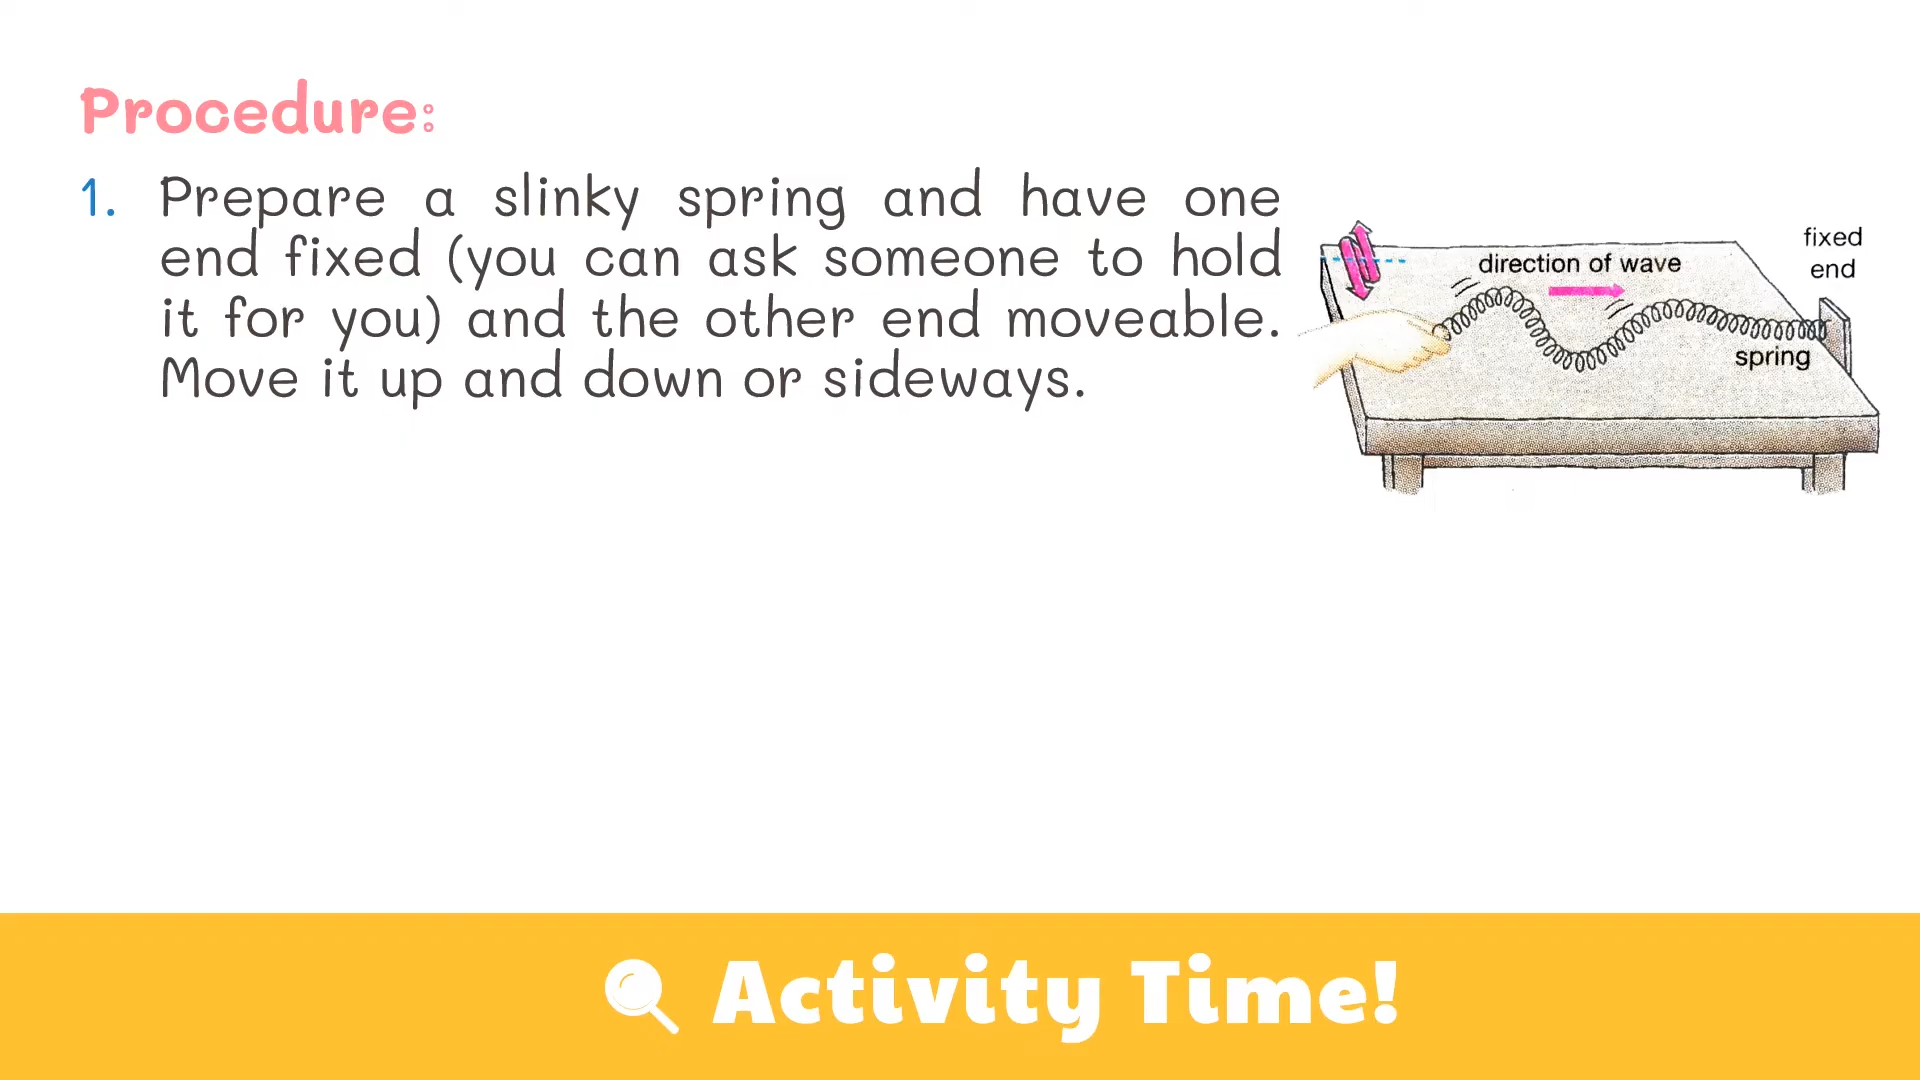 Procedure:
1. Prepare a slinky spring and have one
end fixed (you can ask someone to hold
it for you) and the other end moveable.
Move it up and down or sideways.
fixed
end
direction of wave
spring
Activity Time!